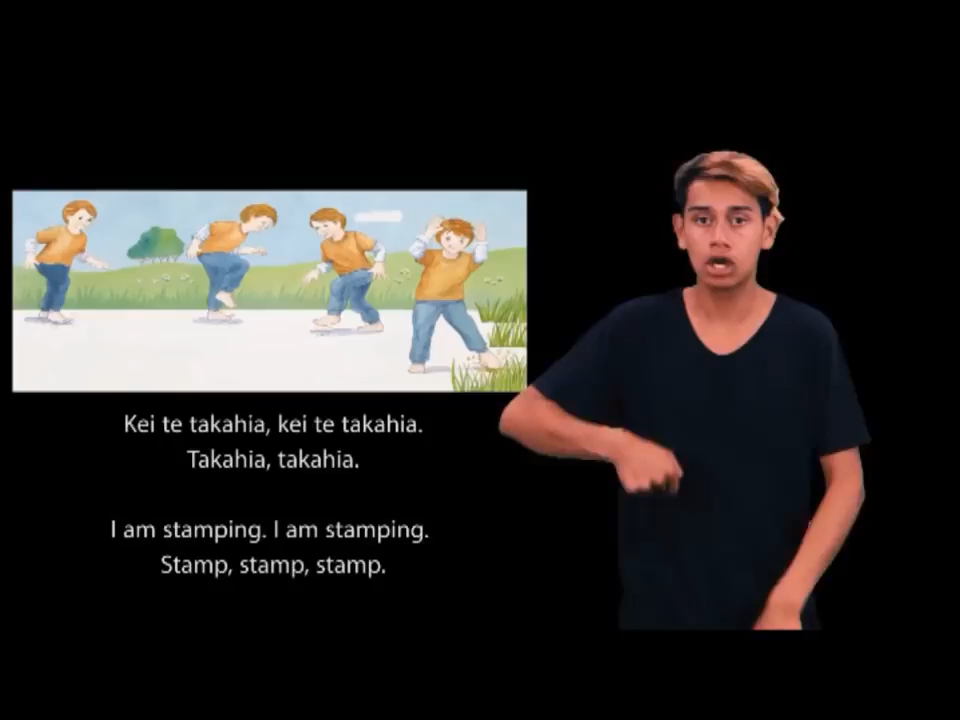 Kei te takahia, kei te takahia.
Takahia, takahia.
I am stamping. I am stamping.
Stamp, stamp, stamp.